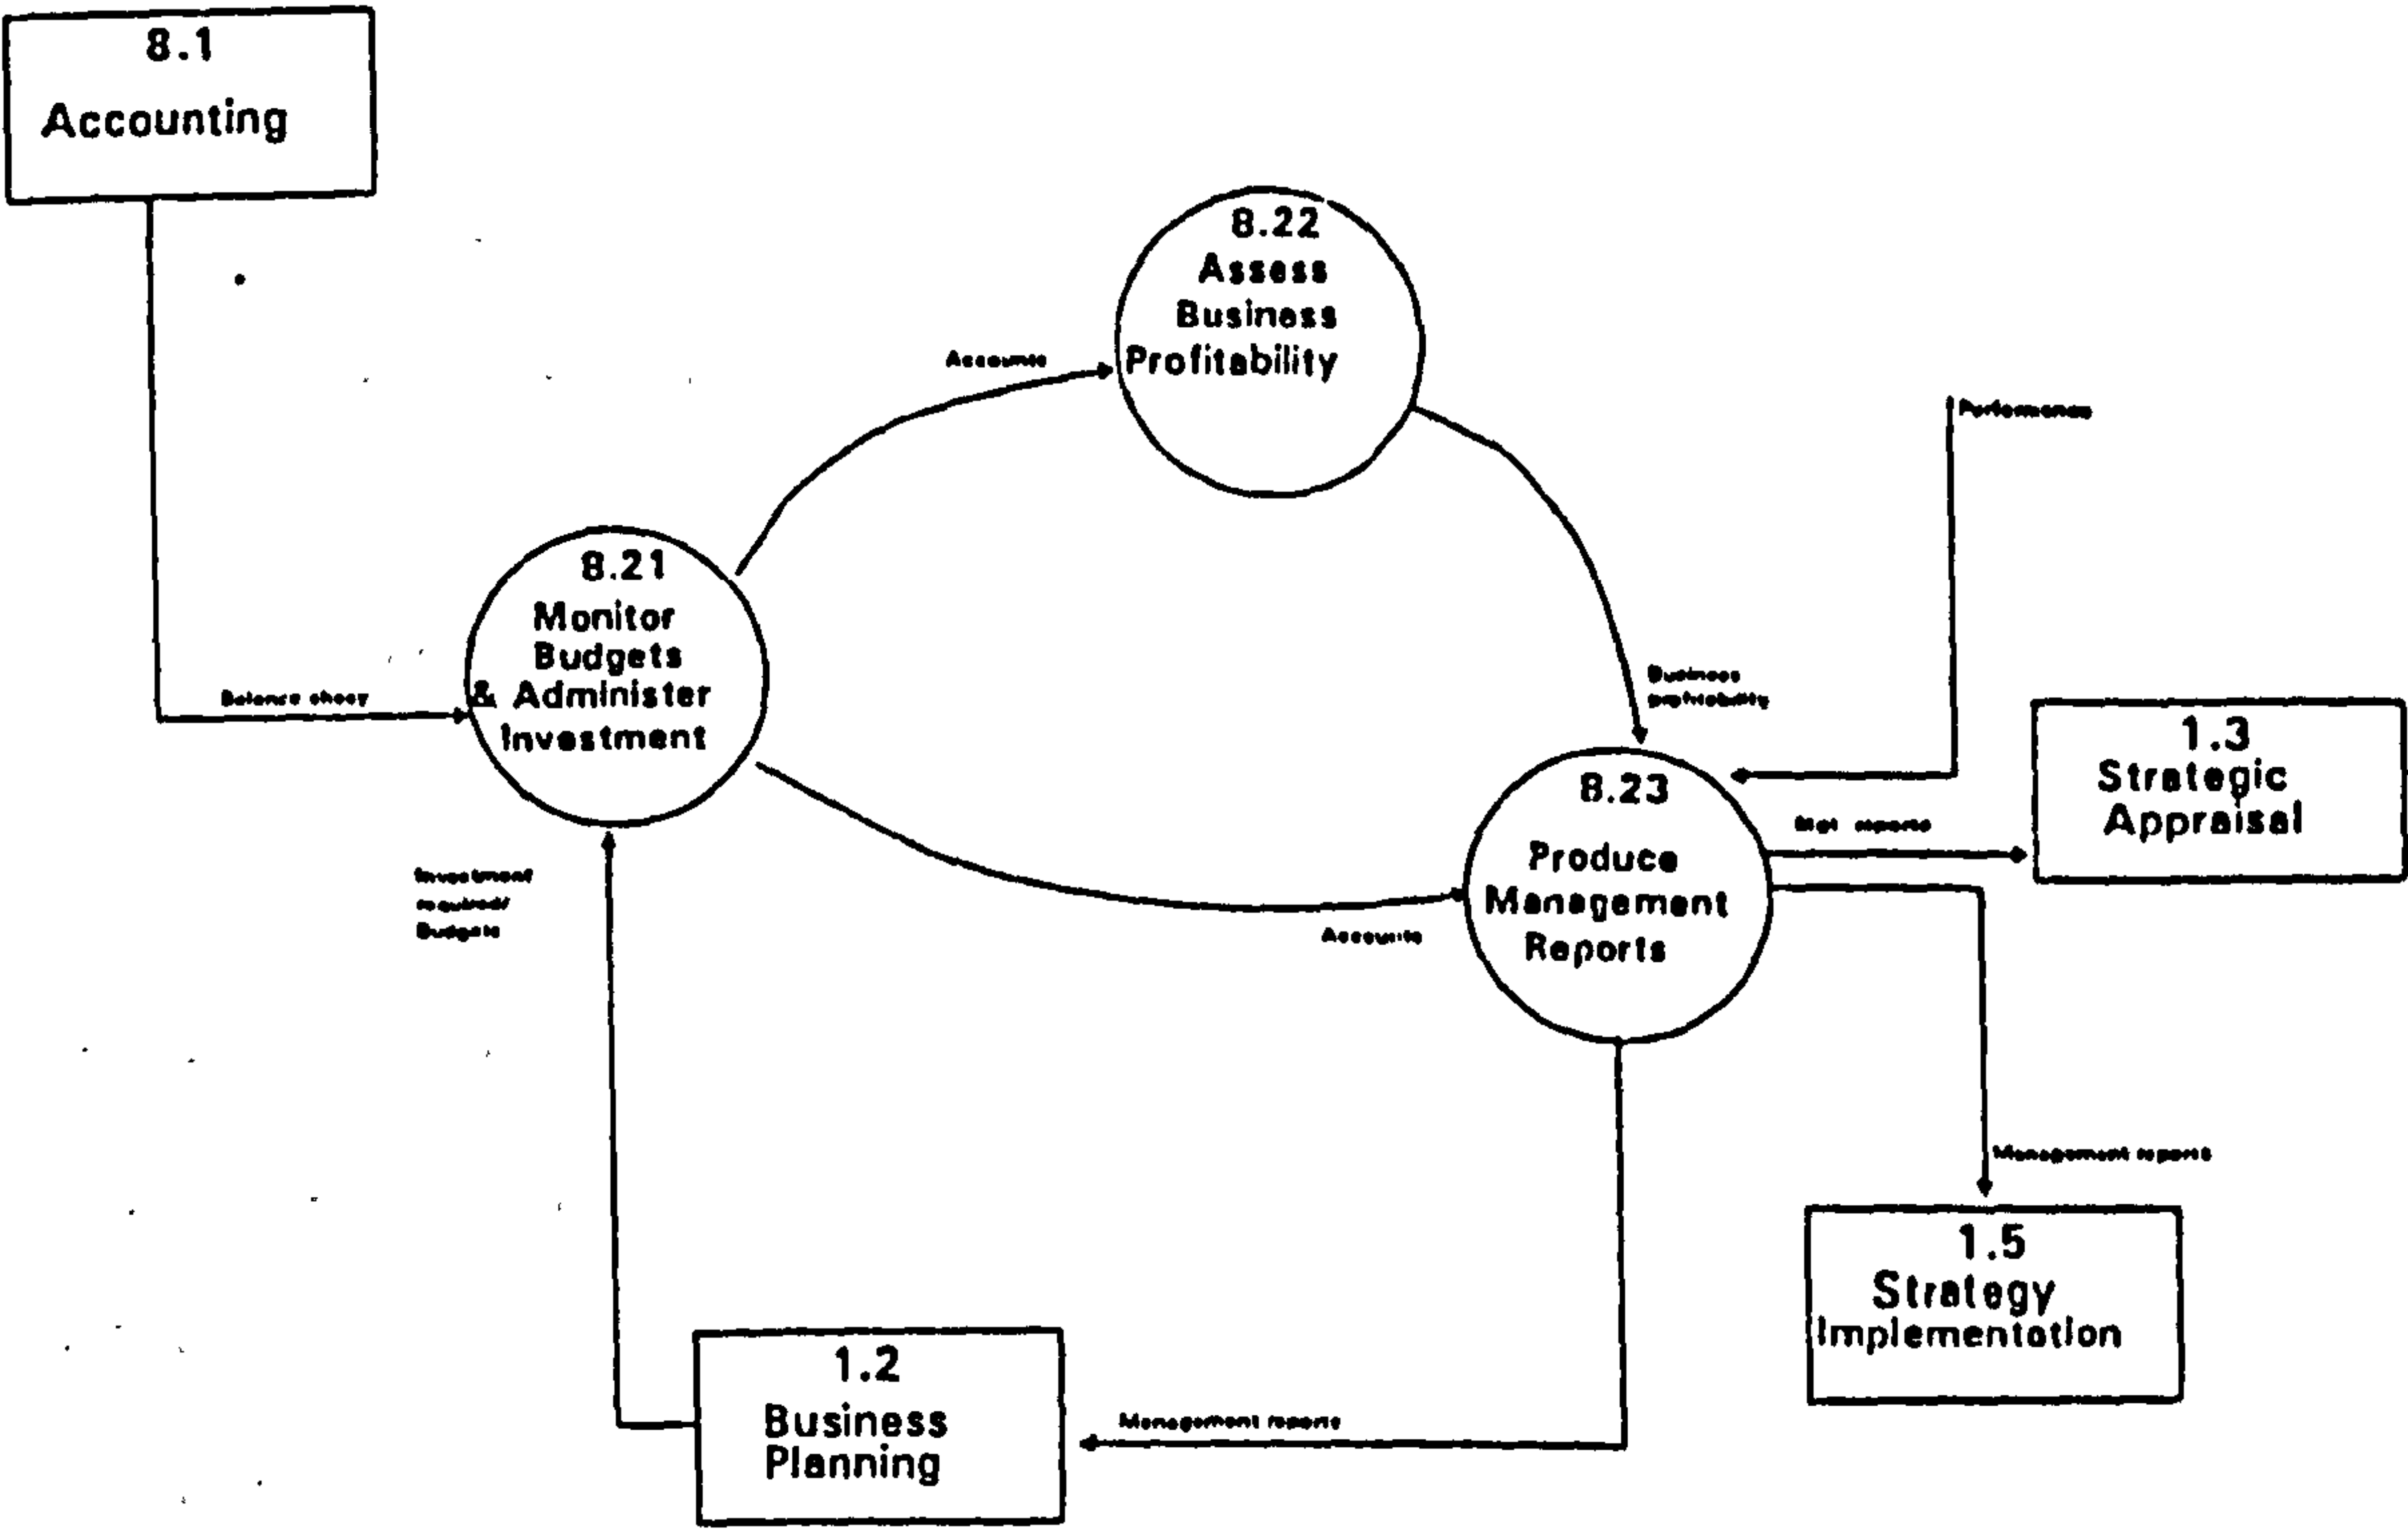 8.1
Accounting
8.22
Assess
Business
Profitability
Accounts
Performance
8.21
Monitor
Budgets
& Administer
Investment
Balance
Business
profitability
1.3
Strategic
Appraisal
8.23
Produce
Management
Reports
Mgt reports
Investment
required/
Budgets
Accounts
Management reports
1.5
Strategy
Implementation
1.2
Business
Planning
Management reports